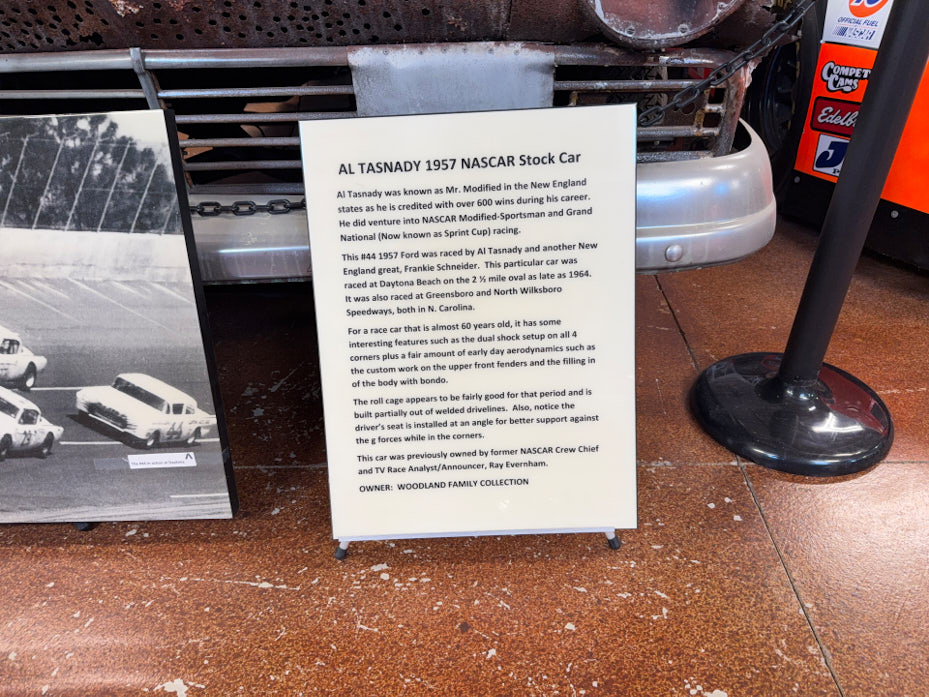 AL TASNADY 1957 NASCAR Stock Car
Al Tasnady was known as Mr. Modified in the New England
states as he is credited with over 600 wins during his career.
He did venture into NASCAR Modified-Sportsman and Grand
National (Now known as Sprint Cup) racing.
This #44 1957 Ford was raced by Al Tasnady and another New
England great, Frankie Schneider.  This particular car was
raced at Daytona Beach on the 2 ½ mile oval as late as 1964.
It was also raced at Greensboro and North Wilksboro
Speedways, both in N. Carolina.
For a race car that is almost 60 years old, it has some
interesting features such as the dual shock setup on all 4
corners plus a fair amount of early day aerodynamics such as
the custom work on the upper front fenders and the filling in
of the body with bondo.
The roll cage appears to be fairly good for that period and is
built partially out of welded drivelines.  Also, notice the
driver's seat is installed at an angle for better support against
the g forces while in the corners.
This car was previously owned by former NASCAR Crew Chief
and TV Race Analyst/Announcer, Ray Evernham.
OWNER:  WOODLAND FAMILY COLLECTION
OFFICIAL FUEL
NASCAR
COMPET
CAMS
Edelb
44